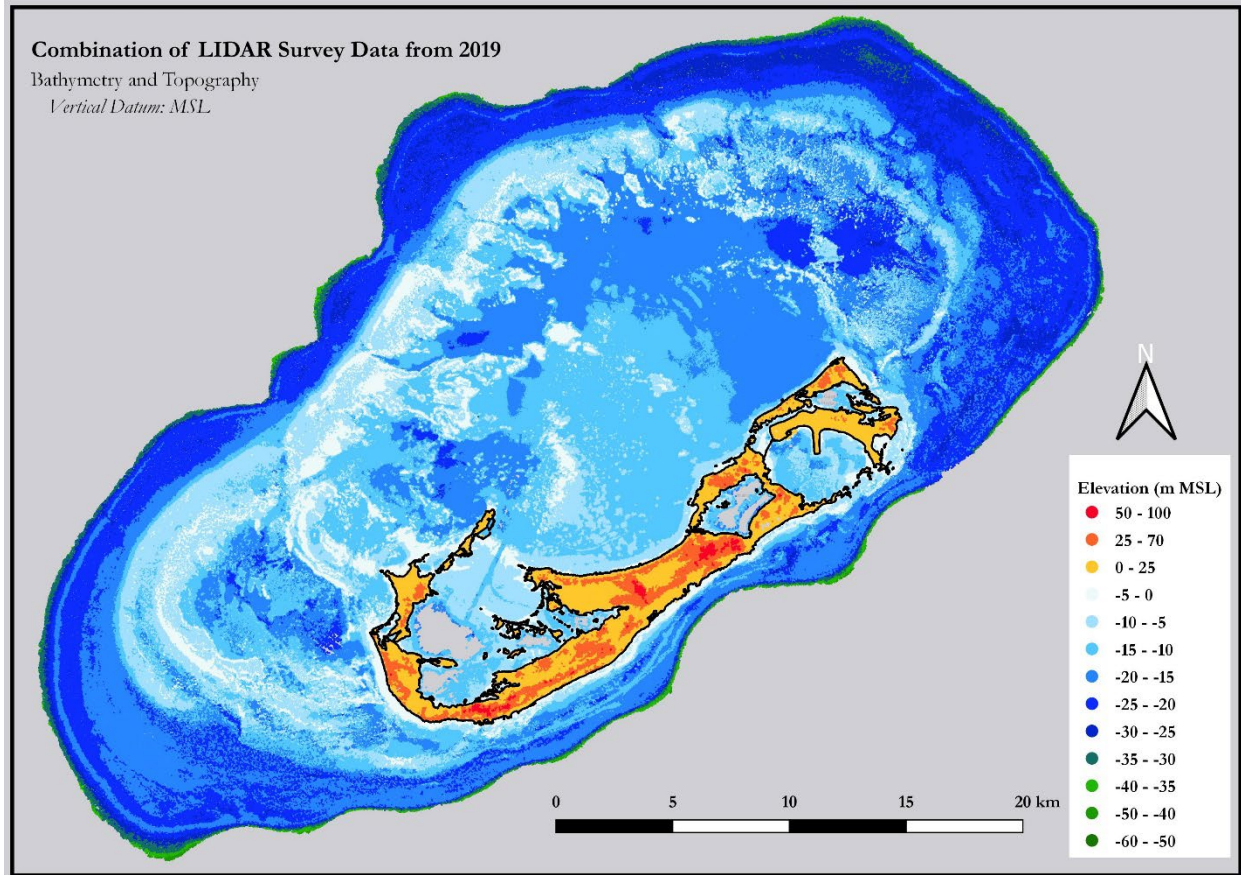 Combination of LIDAR Survey Data from 2019
Bathymetry and Topography
Vertical Datum: MSL
N
Elevation (m MSL)
50 - 100
25 - 70
0 - 25
-5 - 0
-10 - -5
-15 - -10
-20 - -15
-25 - -20
-30 - -25
-35 - -30
-40 - -35
-50 - -40
-60 - -50
0 5 10 15 20 km